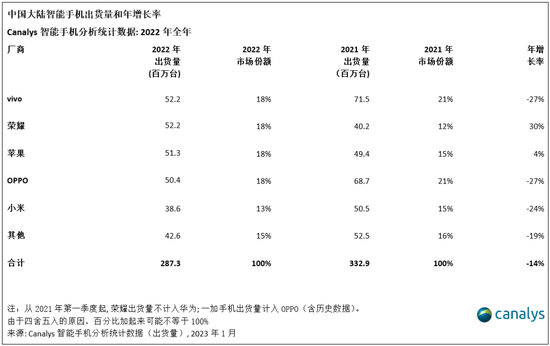 中国大陆智能手机出货量和年增长率
Canalys 智能手机分析统计数据: 2022 年全年
厂商 2022 年 2022 年 2021 年 2021 年 年增
出货量 市场份额 出货量 市场份额 长率
(百万台) （百万台）
vivo 52.2 18% 71.5 21% -27%
荣耀 52.2 18% 40.2 12% 30%
苹果 51.3 18% 49.4 15% 4%
OPPO 50.4 18% 68.7 21% -27%
小米 38.6 13% 50.5 15% -24%
其他 42.6 15% 52.5 16% -19%
合计 287.3 100% 332.9 100% -14%
注：从 2021 年第一季度起, 荣耀出货量不计入华为; 一加手机出货量计入 OPPO（含历史数据）。
由于四舍五入的原因，百分比加起来可能不等于 100%
来源: Canalys 智能手机分析统计数据（出货量）, 2023 年 1 月
canalys